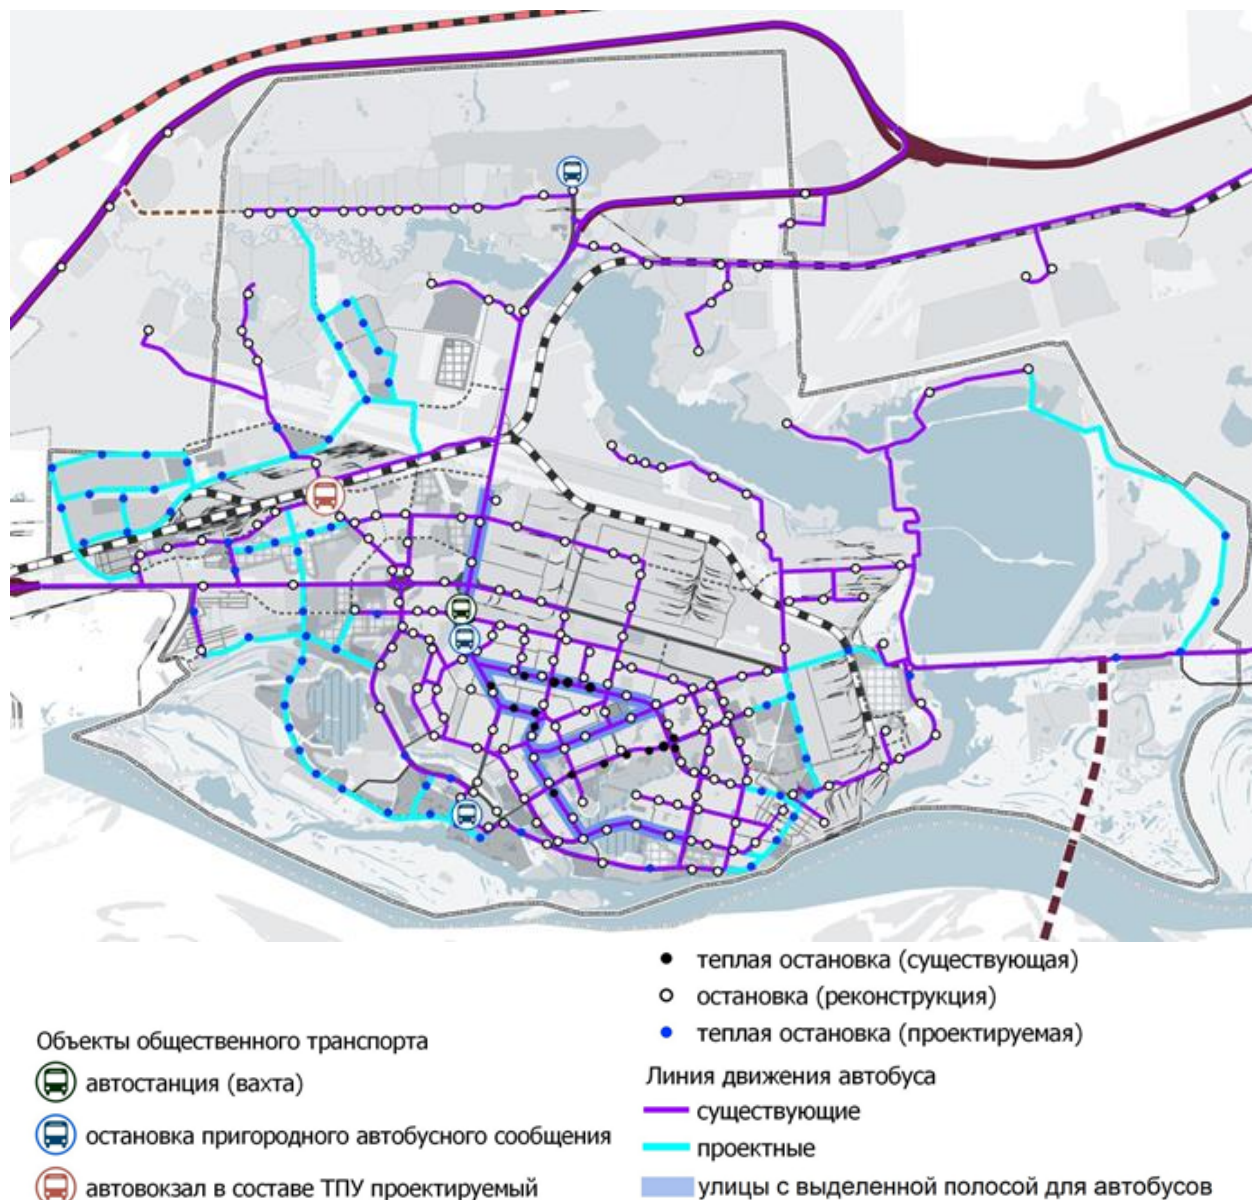 теплая остановка (существующая)
остановка (реконструкция)
теплая остановка (проектируемая)
Объекты общественного транспорта
автостанция (вахта)
остановка пригородного автобусного сообщения
автовокзал в составе ТПУ проектируемый
Линия движения автобуса
существующие
проектные
улицы с выделенной полосой для автобусов